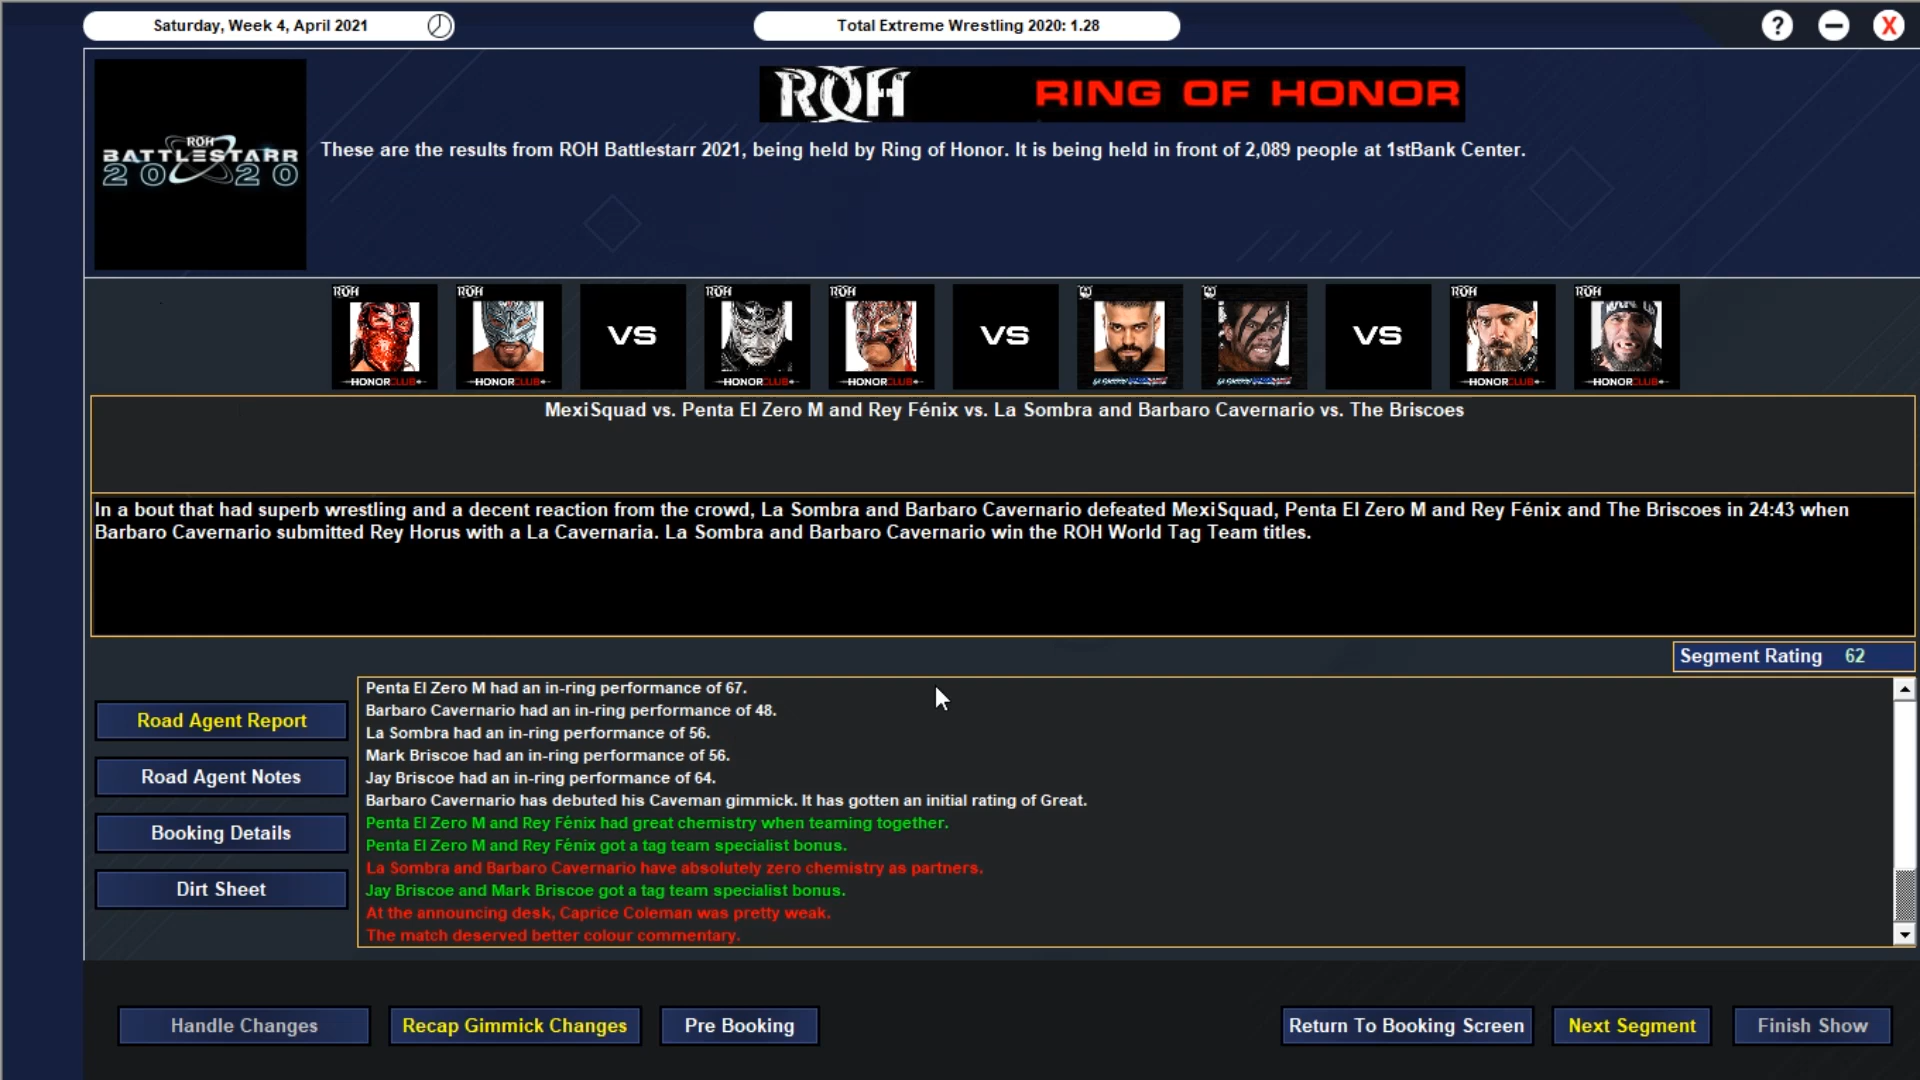 Saturday, Week 4, April 2021
Total Extreme Wrestling 2020: 1.28
?
X
ROH
RING OF HONOR
ROH
BATTLESTARR
2020
These are the results from ROH Battlestarr 2021, being held by Ring of Honor. It is being held in front of 2,089 people at 1stBank Center.
ROH
ROH
VS
ROH
ROH
VS
VS
ROH
ROH
HONORCLUB
HONORCLUB
HONORCLUB
HONORCLUB
HONORCLUB
HONORCLUB
MexiSquad vs. Penta El Zero M and Rey Fénix vs. La Sombra and Barbaro Cavernario vs. The Briscoes
In a bout that had superb wrestling and a decent reaction from the crowd, La Sombra and Barbaro Cavernario defeated MexiSquad, Penta El Zero M and Rey Fénix and The Briscoes in 24:43 when
Barbaro Cavernario submitted Rey Horus with a La Cavernaria. La Sombra and Barbaro Cavernario win the ROH World Tag Team titles.
Segment Rating 62
Road Agent Report
Road Agent Notes
Booking Details
Dirt Sheet
Penta El Zero M had an in-ring performance of 67.
Barbaro Cavernario had an in-ring performance of 48.
La Sombra had an in-ring performance of 56.
Mark Briscoe had an in-ring performance of 56.
Jay Briscoe had an in-ring performance of 64.
Barbaro Cavernario has debuted his Caveman gimmick. It has gotten an initial rating of Great.
Penta El Zero M and Rey Fénix had great chemistry when teaming together.
Penta El Zero M and Rey Fénix got a tag team specialist bonus.
La Sombra and Barbaro Cavernario have absolutely zero chemistry as partners.
Jay Briscoe and Mark Briscoe got a tag team specialist bonus.
At the announcing desk, Caprice Coleman was pretty weak.
The match deserved better colour commentary.
Handle Changes
Recap Gimmick Changes
Pre Booking
Return To Booking Screen
Next Segment
Finish Show